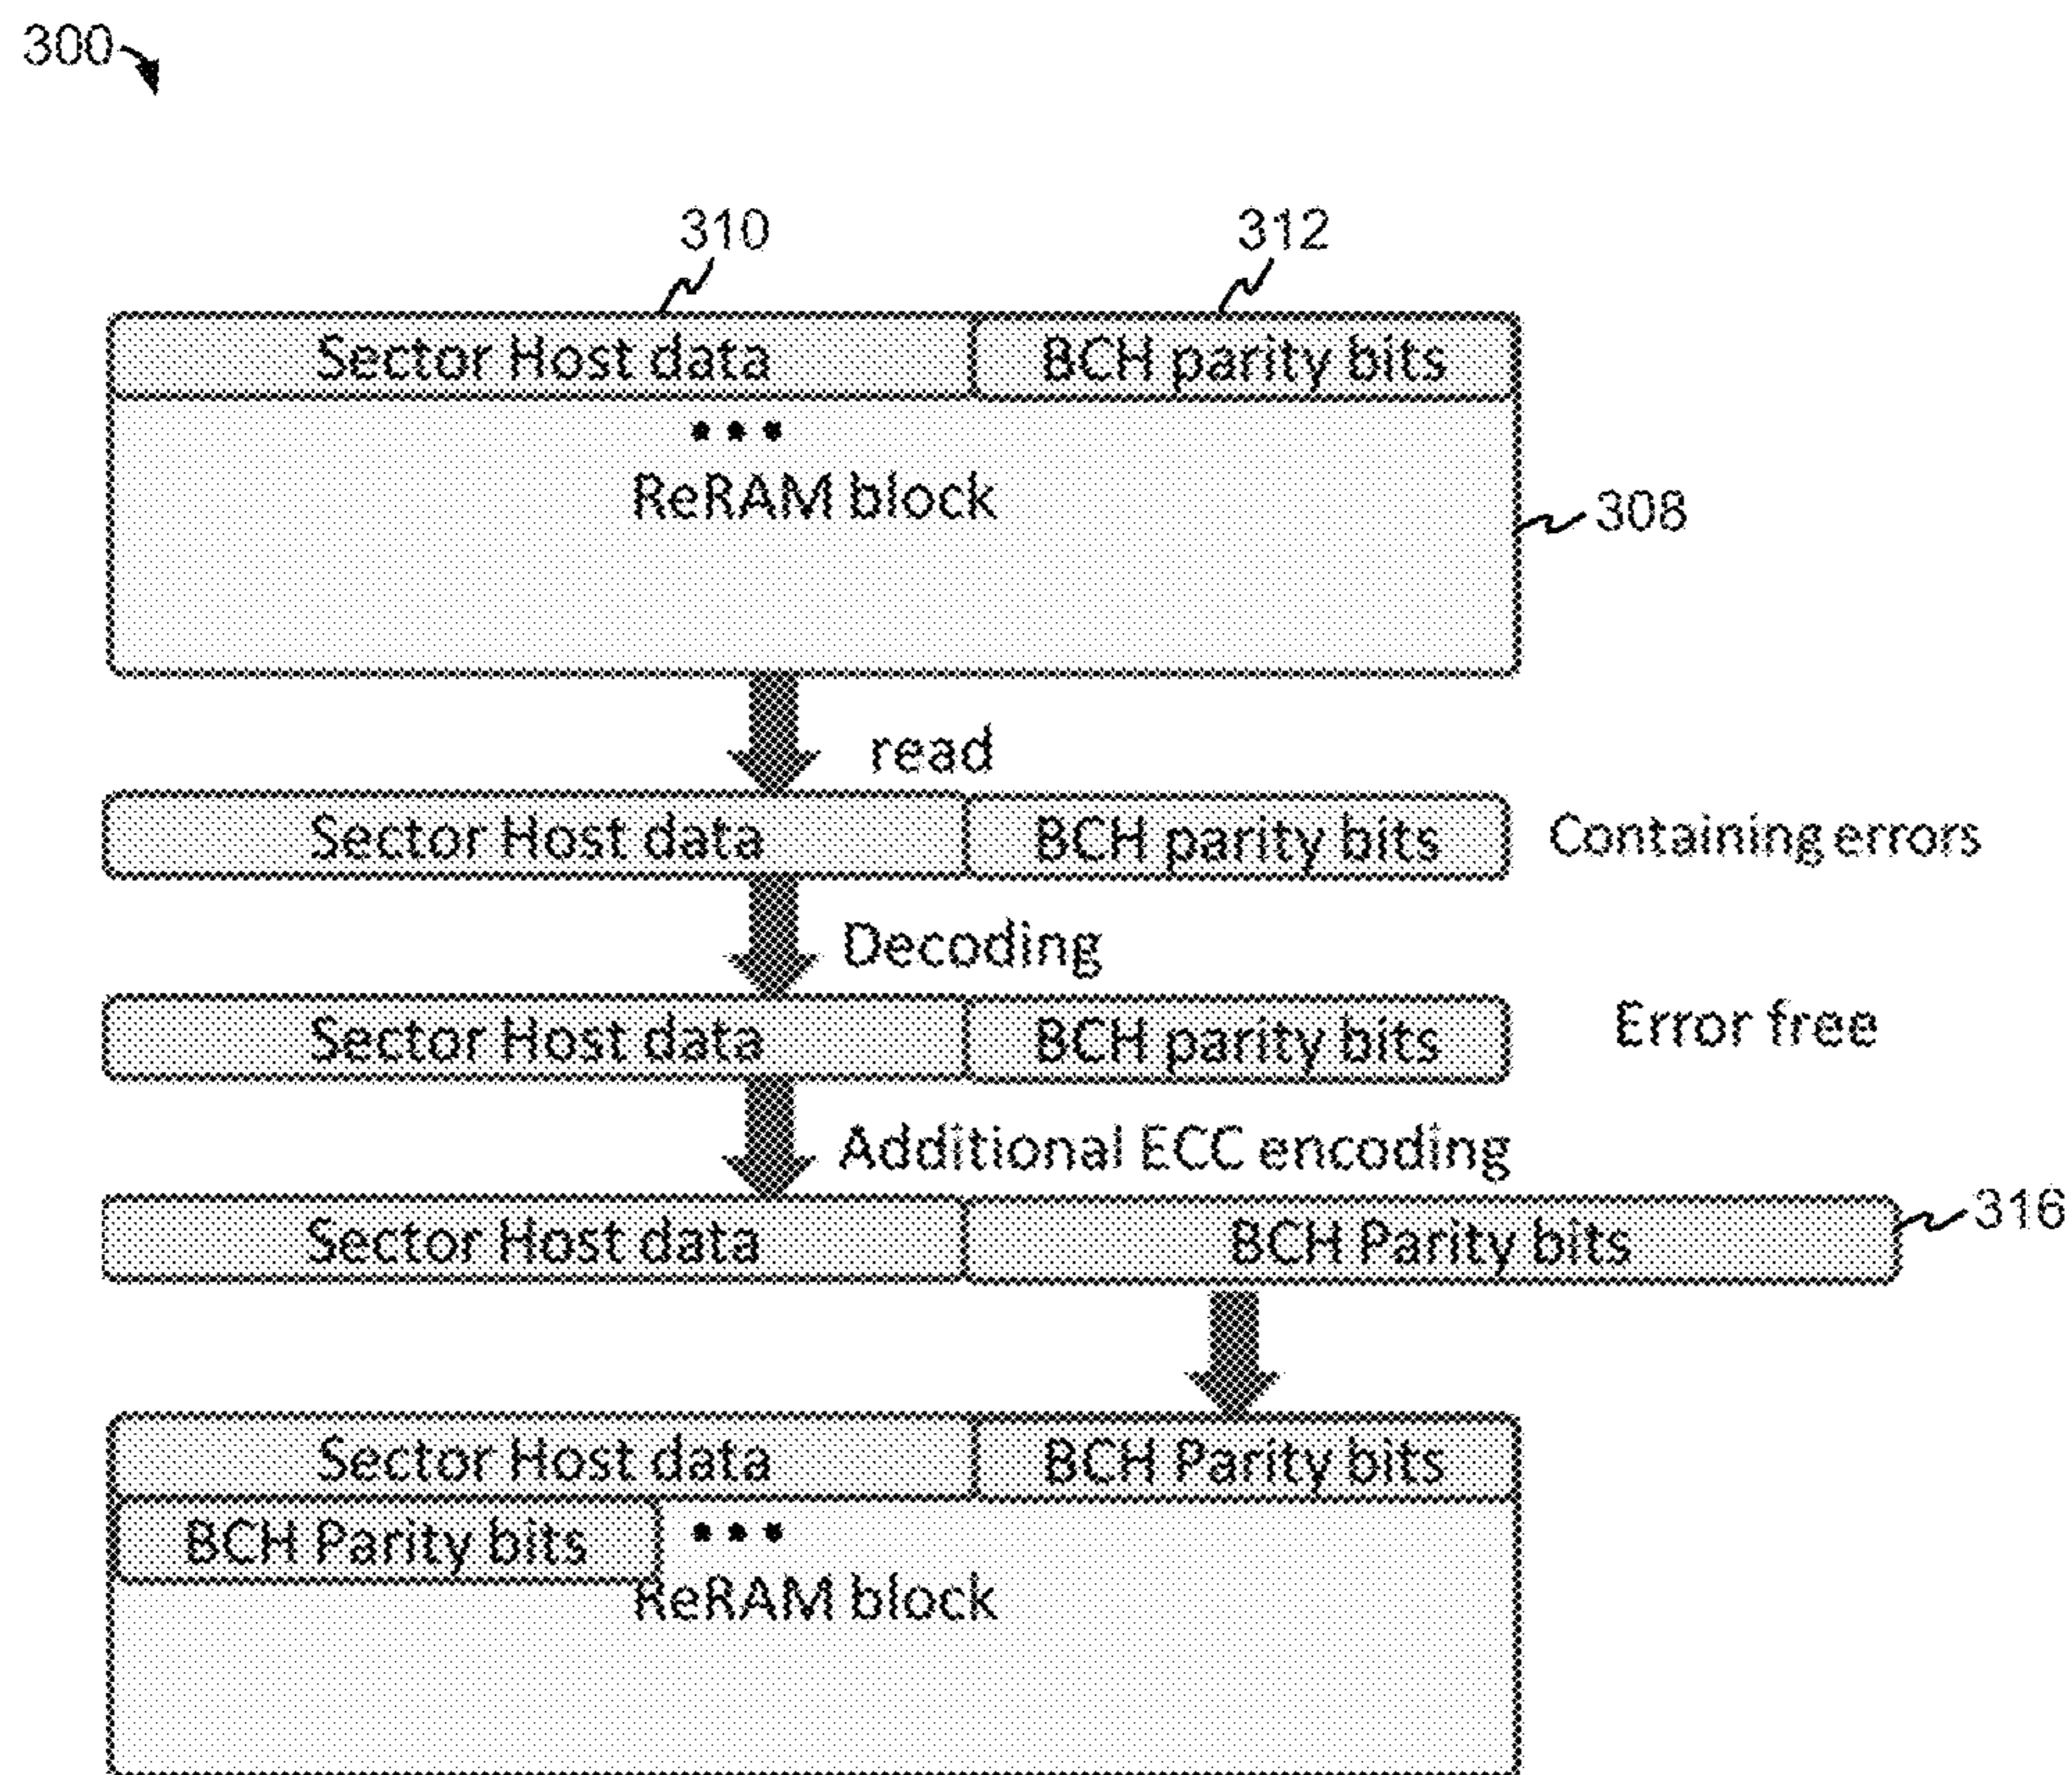 300
310 312
Sector Host data BCH parity bits
•••
ReRAM block
308
read
Sector Host data BCH parity bits Containing errors
Decoding
Sector Host data BCH parity bits Error free
Additional ECC encoding
Sector Host data BCH Parity bits 316
Sector Host data BCH Parity bits
BCH Parity bits •••
ReRAM block